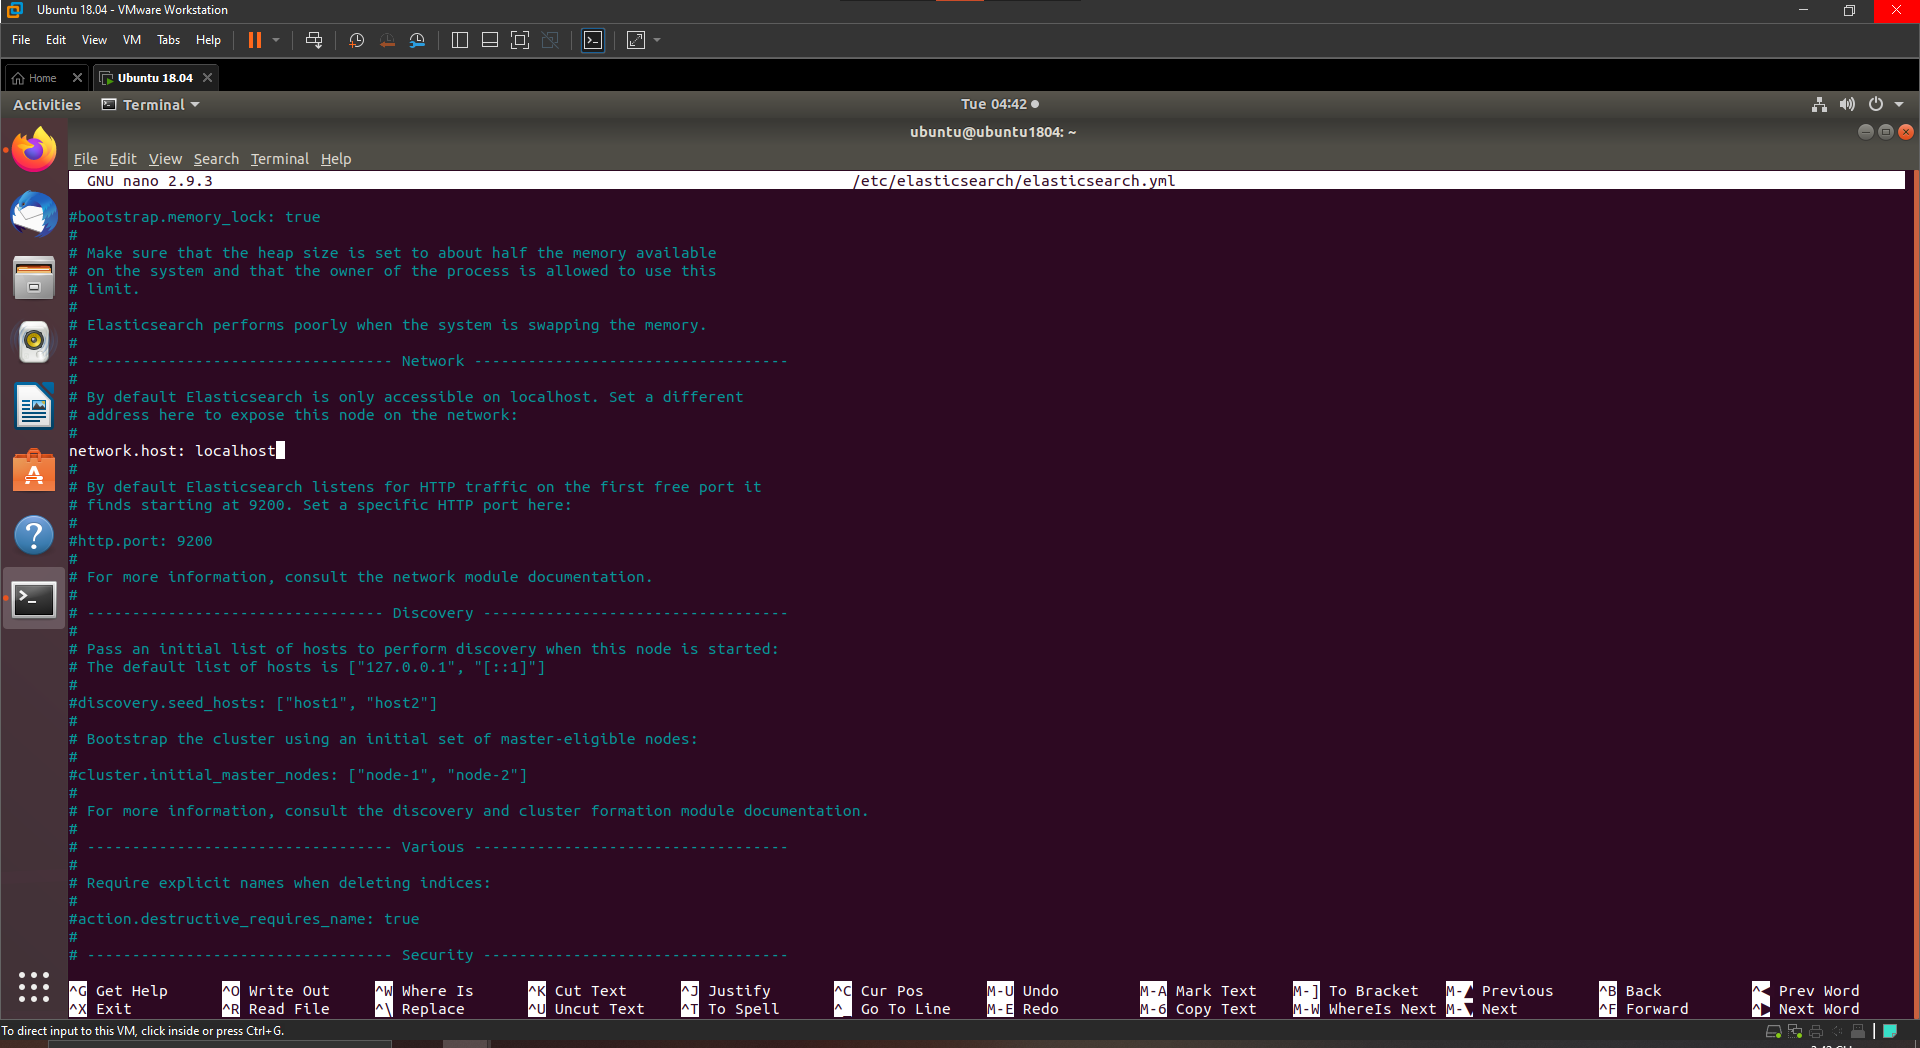 Ubuntu 18.04 - VMware Workstation
File Edit View VM Tabs Help
Home Ubuntu 18.04
Activities Terminal Tue 04:42
ubuntu@ubuntu1804: ~
File Edit View Search Terminal Help
GNU nano 2.9.3 /etc/elasticsearch/elasticsearch.yml
#bootstrap.memory_lock: true
#
# Make sure that the heap size is set to about half the memory available
# on the system and that the owner of the process is allowed to use this
# limit.
#
# Elasticsearch performs poorly when the system is swapping the memory.
#
# ---------------------------------- Network -----------------------------------
#
# By default Elasticsearch is only accessible on localhost. Set a different
# address here to expose this node on the network:
#
network.host: localhost
#
# By default Elasticsearch listens for HTTP traffic on the first free port it
# finds starting at 9200. Set a specific HTTP port here:
#
#http.port: 9200
#
# For more information, consult the network module documentation.
#
# --------------------------------- Discovery ----------------------------------
#
# Pass an initial list of hosts to perform discovery when this node is started:
# The default list of hosts is ["127.0.0.1", "[::1]"]
#
#discovery.seed_hosts: ["host1", "host2"]
#
# Bootstrap the cluster using an initial set of master-eligible nodes:
#
#cluster.initial_master_nodes: ["node-1", "node-2"]
#
# For more information, consult the discovery and cluster formation module documentation.
#
# ---------------------------------- Various -----------------------------------
#
# Require explicit names when deleting indices:
#
#action.destructive_requires_name: true
#
# ---------------------------------- Security ----------------------------------
^G Get Help ^O Write Out ^W Where Is ^K Cut Text ^J Justify ^C Cur Pos M-U Undo M-A Mark Text M-] To Bracket M-▲ Previous ^B Back ^◀ Prev Word
^X Exit ^R Read File ^\ Replace ^U Uncut Text ^T To Spell ^_ Go To Line M-E Redo M-6 Copy Text M-W WhereIs Next M-▼ Next ^F Forward ^▶ Next Word
To direct input to this VM, click inside or press Ctrl+G.